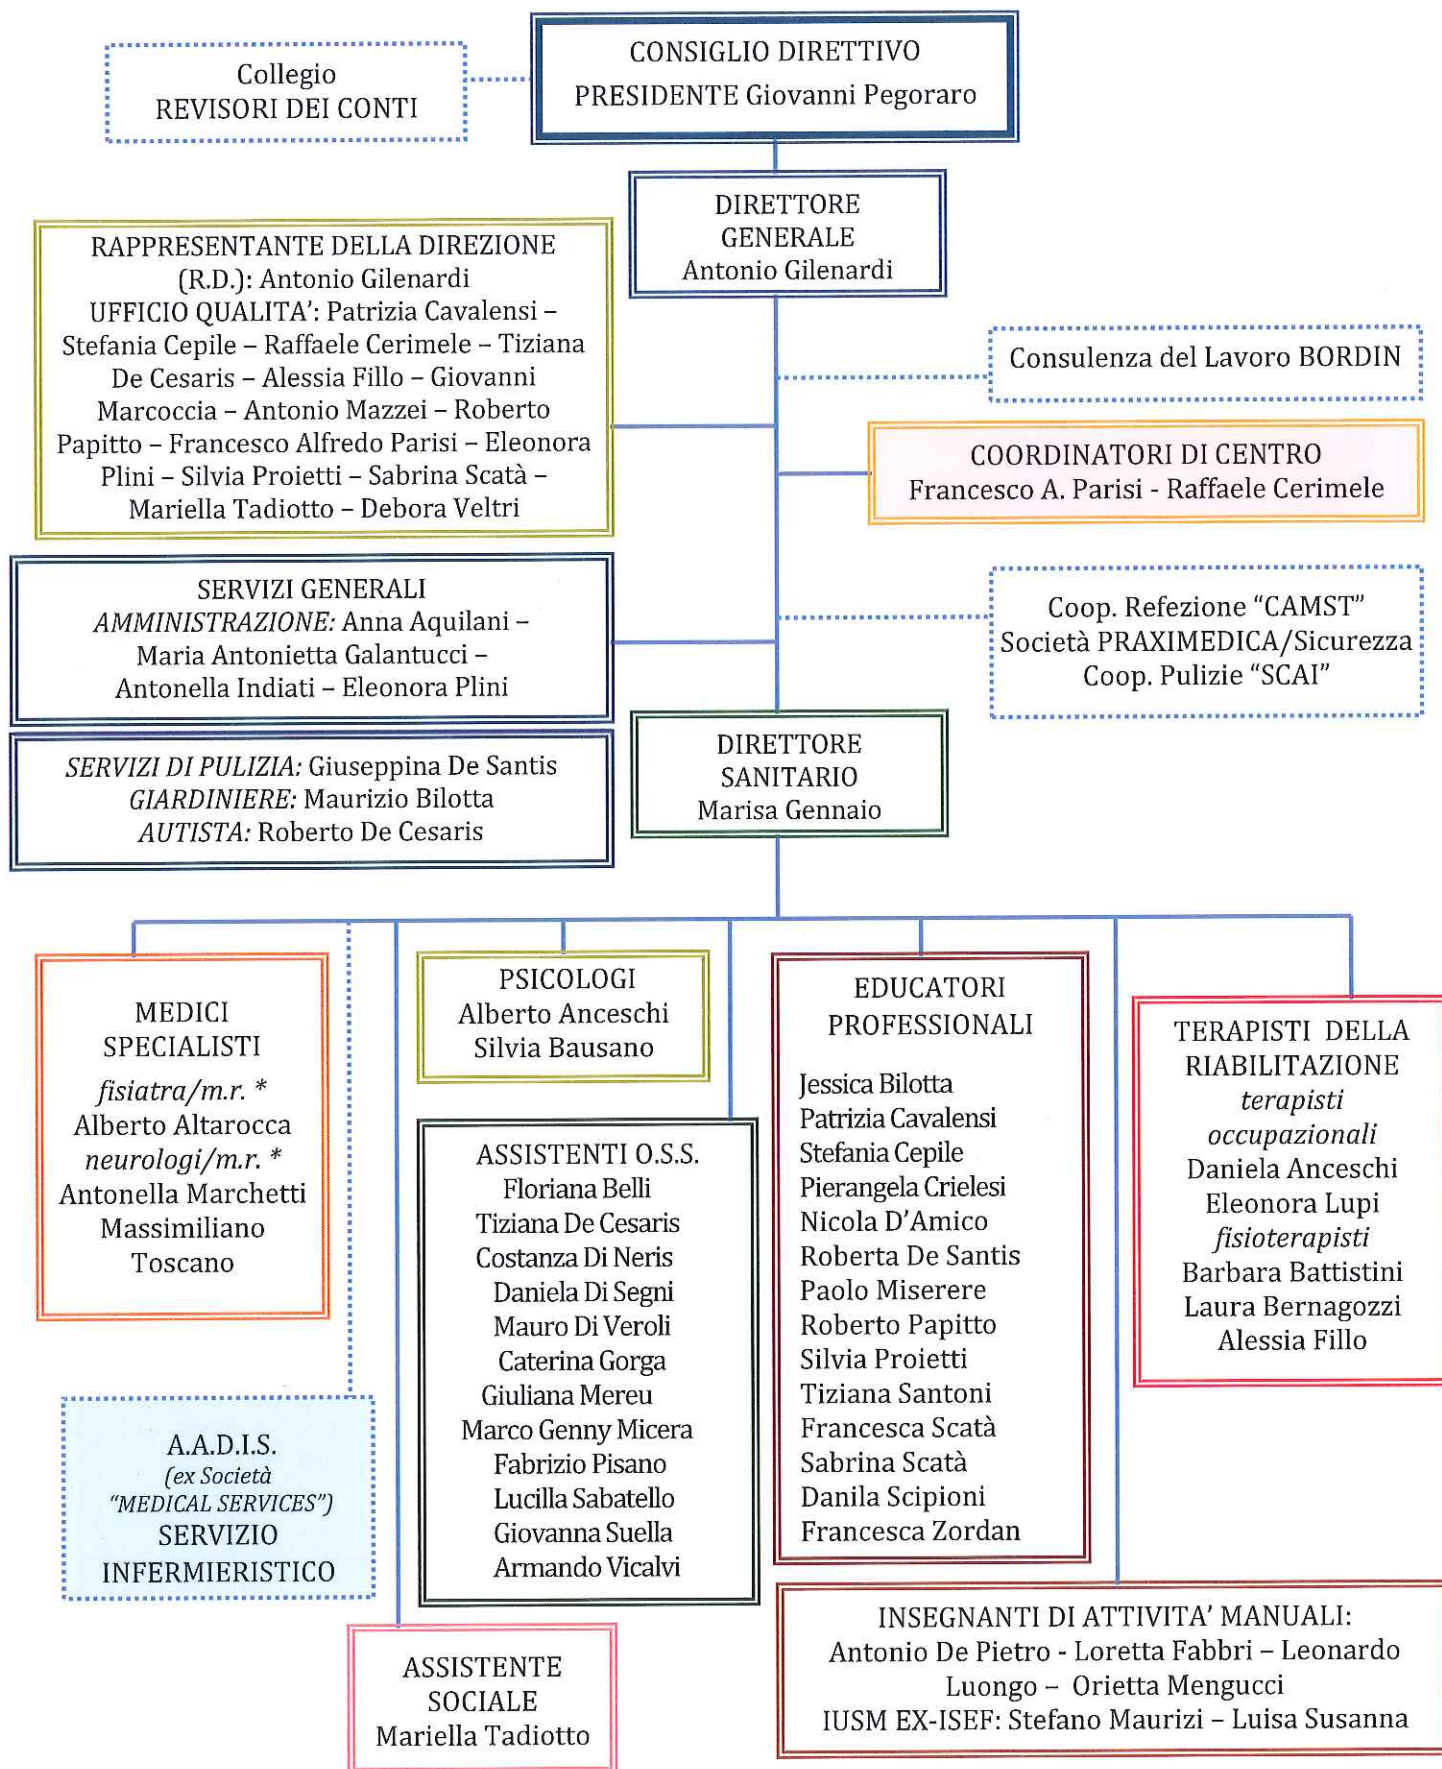 Collegio
REVISORI DEI CONTI
CONSIGLIO DIRETTIVO
PRESIDENTE Giovanni Pegoraro
DIRETTORE
GENERALE
Antonio Gilenardi
RAPPRESENTANTE DELLA DIREZIONE
(R.D.): Antonio Gilenardi
UFFICIO QUALITA’: Patrizia Cavalensi –
Stefania Cepile – Raffaele Cerimele – Tiziana
De Cesaris – Alessia Fillo – Giovanni
Marcoccia – Antonio Mazzei – Roberto
Papitto – Francesco Alfredo Parisi – Eleonora
Plini – Silvia Proietti – Sabrina Scatà –
Mariella Tadiotto – Debora Veltri
Consulenza del Lavoro BORDIN
COORDINATORI DI CENTRO
Francesco A. Parisi - Raffaele Cerimele
SERVIZI GENERALI
AMMINISTRAZIONE: Anna Aquilani –
Maria Antonietta Galantucci –
Antonella Indiati – Eleonora Plini
Coop. Refezione “CAMST”
Società PRAXIMEDICA/Sicurezza
Coop. Pulizie “SCAI”
SERVIZI DI PULIZIA: Giuseppina De Santis
GIARDINIERE: Maurizio Bilotta
AUTISTA: Roberto De Cesaris
DIRETTORE
SANITARIO
Marisa Gennaio
MEDICI
SPECIALISTI
fisiatra/m.r. *
Alberto Altarocca
neurologi/m.r. *
Antonella Marchetti
Massimiliano
Toscano
A.A.D.I.S.
(ex Società
“MEDICAL SERVICES”)
SERVIZIO
INFERMIERISTICO
ASSISTENTE
SOCIALE
Mariella Tadiotto
PSICOLOGI
Alberto Anceschi
Silvia Bausano
ASSISTENTI O.S.S.
Floriana Belli
Tiziana De Cesaris
Costanza Di Neris
Daniela Di Segni
Mauro Di Veroli
Caterina Gorga
Giuliana Mereu
Marco Genny Micera
Fabrizio Pisano
Lucilla Sabatello
Giovanna Suella
Armando Vicalvi
EDUCATORI
PROFESSIONALI
Jessica Bilotta
Patrizia Cavalensi
Stefania Cepile
Pierangela Crielesi
Nicola D’Amico
Roberta De Santis
Paolo Miserere
Roberto Papitto
Silvia Proietti
Tiziana Santoni
Francesca Scatà
Sabrina Scatà
Danila Scipioni
Francesca Zordan
TERAPISTI DELLA
RIABILITAZIONE
terapisti
occupazionali
Daniela Anceschi
Eleonora Lupi
fisioterapisti
Barbara Battistini
Laura Bernagozzi
Alessia Fillo
INSEGNANTI DI ATTIVITA’ MANUALI:
Antonio De Pietro - Loretta Fabbri – Leonardo
Luongo – Orietta Mengucci
IUSM EX-ISEF: Stefano Maurizi – Luisa Susanna